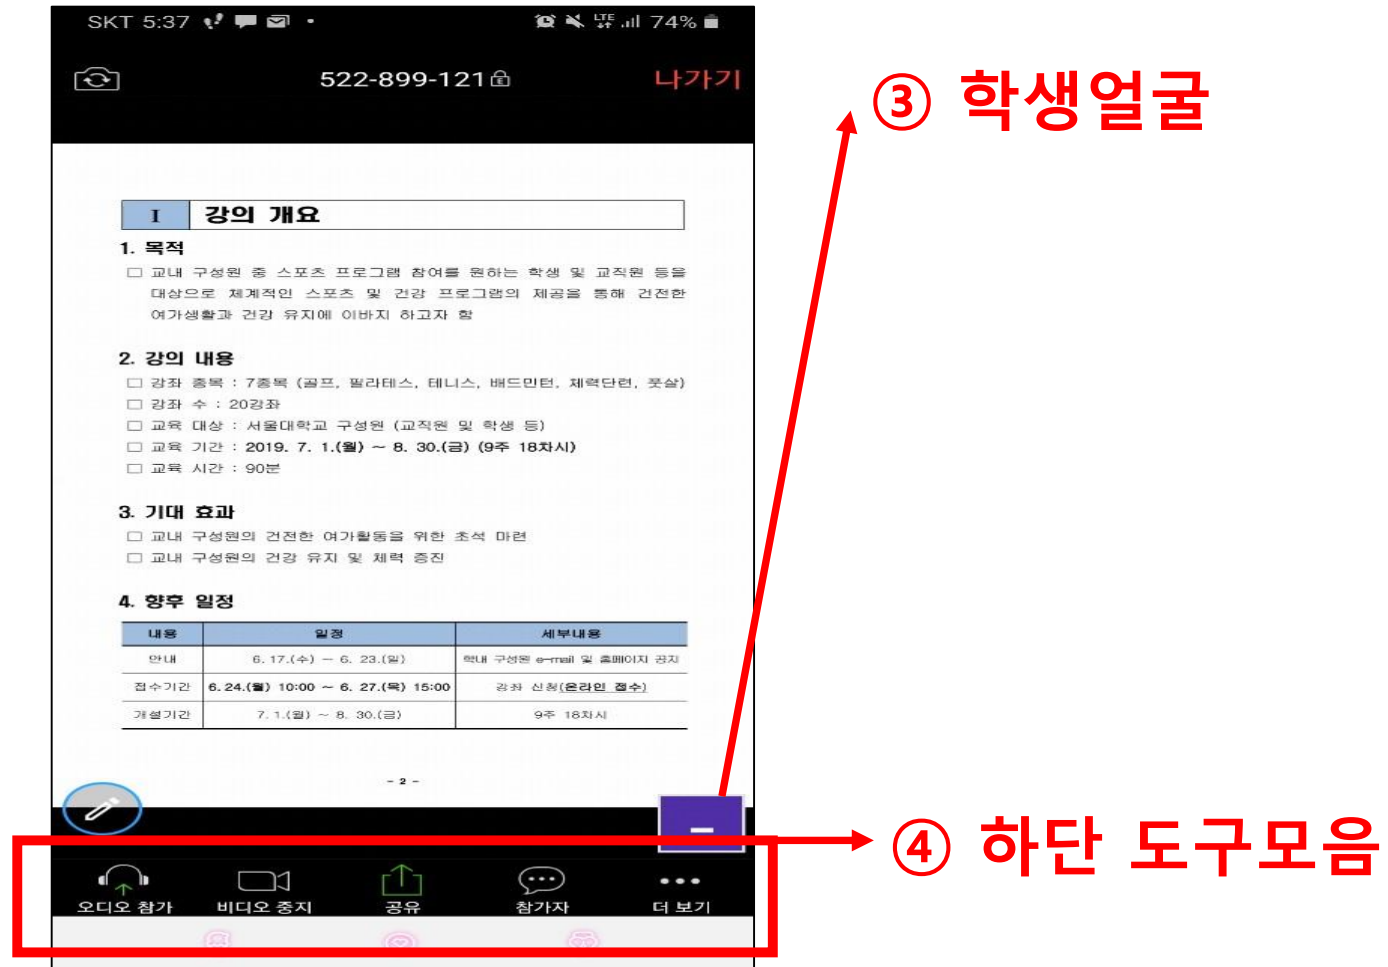 SKT 5:37
LTE 74%
522-899-121
나가기
③ 학생얼굴
I 강의 개요
1. 목적
□ 교내 구성원 중 스포츠 프로그램 참여를 원하는 학생 및 교직원 등을
대상으로 체계적인 스포츠 및 건강 프로그램의 제공을 통해 건전한
여가생활과 건강 유지에 이바지 하고자 함
2. 강의 내용
□ 강좌 종목 : 7종목 (골프, 필라테스, 테니스, 배드민턴, 체력단련, 풋살)
□ 강좌 수 : 20강좌
□ 교육 대상 : 서울대학교 구성원 (교직원 및 학생 등)
□ 교육 기간 : 2019. 7. 1.(월) ~ 8. 30.(금) (9주 18차시)
□ 교육 시간 : 90분
3. 기대 효과
□ 교내 구성원의 건전한 여가활동을 위한 초석 마련
□ 교내 구성원의 건강 유지 및 체력 증진
4. 향후 일정
내용 일정 세부내용
안내 6. 17.(수) ~ 6. 23.(일) 학내 구성원 e-mail 및 홈페이지 공지
접수기간 6. 24.(월) 10:00 ~ 6. 27.(목) 15:00 강좌 신청(온라인 접수)
개설기간 7. 1.(월) ~ 8. 30.(금) 9주 18차시
- 2 -
④ 하단 도구모음
오디오 참가 비디오 중지 공유 참가자 더 보기